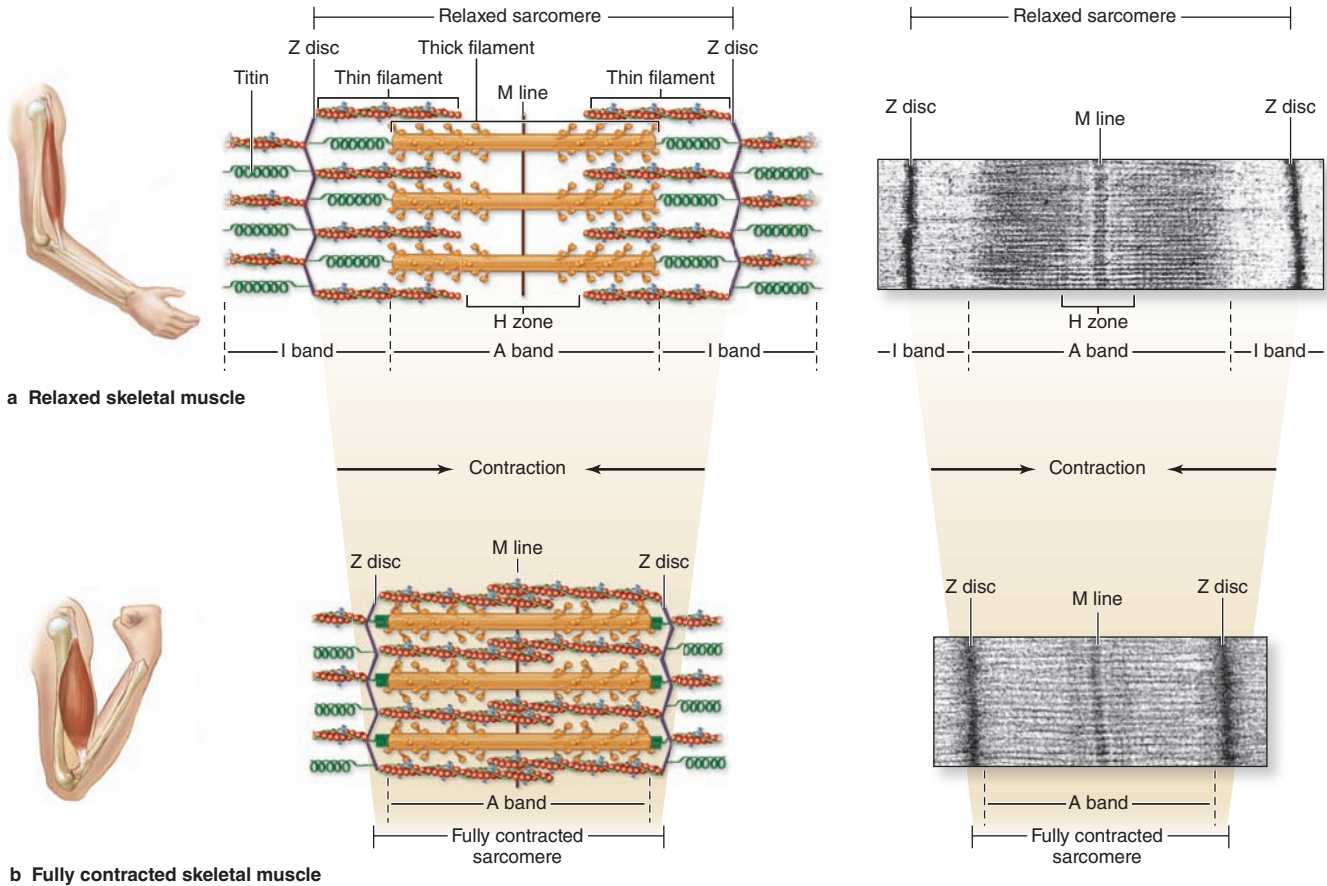 Relaxed sarcomere
Relaxed sarcomere
Z disc Thick filament Z disc
Titin Thin filament M line Thin filament
Z disc M line Z disc
H zone
H zone
I band A band I band
I band A band I band
a Relaxed skeletal muscle
Contraction
Contraction
Z disc M line Z disc
Z disc M line Z disc
A band
A band
Fully contracted
sarcomere
Fully contracted
sarcomere
b Fully contracted skeletal muscle